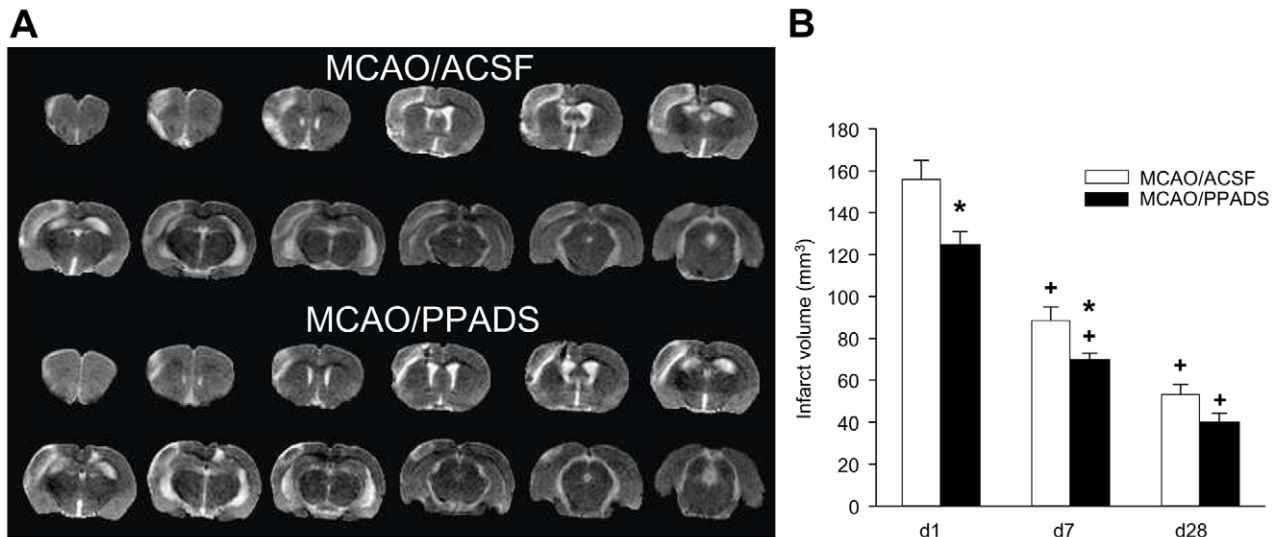 A
B
MCAO/ACSF
MCAO/PPADS
Infarct volume (mm³)
180
160
140
120
100
80
60
40
20
0
MCAO/ACSF
MCAO/PPADS
*
+
*
+
+
+
d1
d7
d28